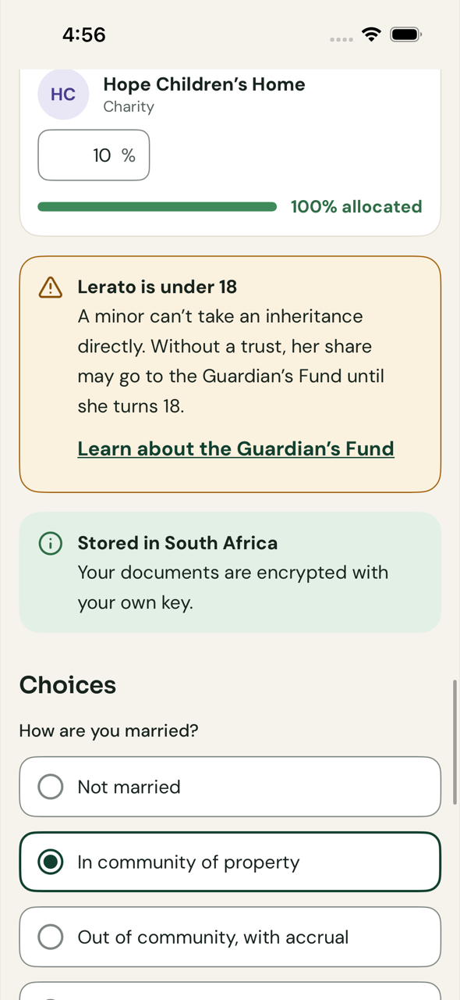 4:56
HC
Hope Children’s Home
Charity
10 %
100% allocated
Lerato is under 18
A minor can’t take an inheritance
directly. Without a trust, her share
may go to the Guardian’s Fund until
she turns 18.
Learn about the Guardian’s Fund
Stored in South Africa
Your documents are encrypted with
your own key.
Choices
How are you married?
Not married
In community of property
Out of community, with accrual